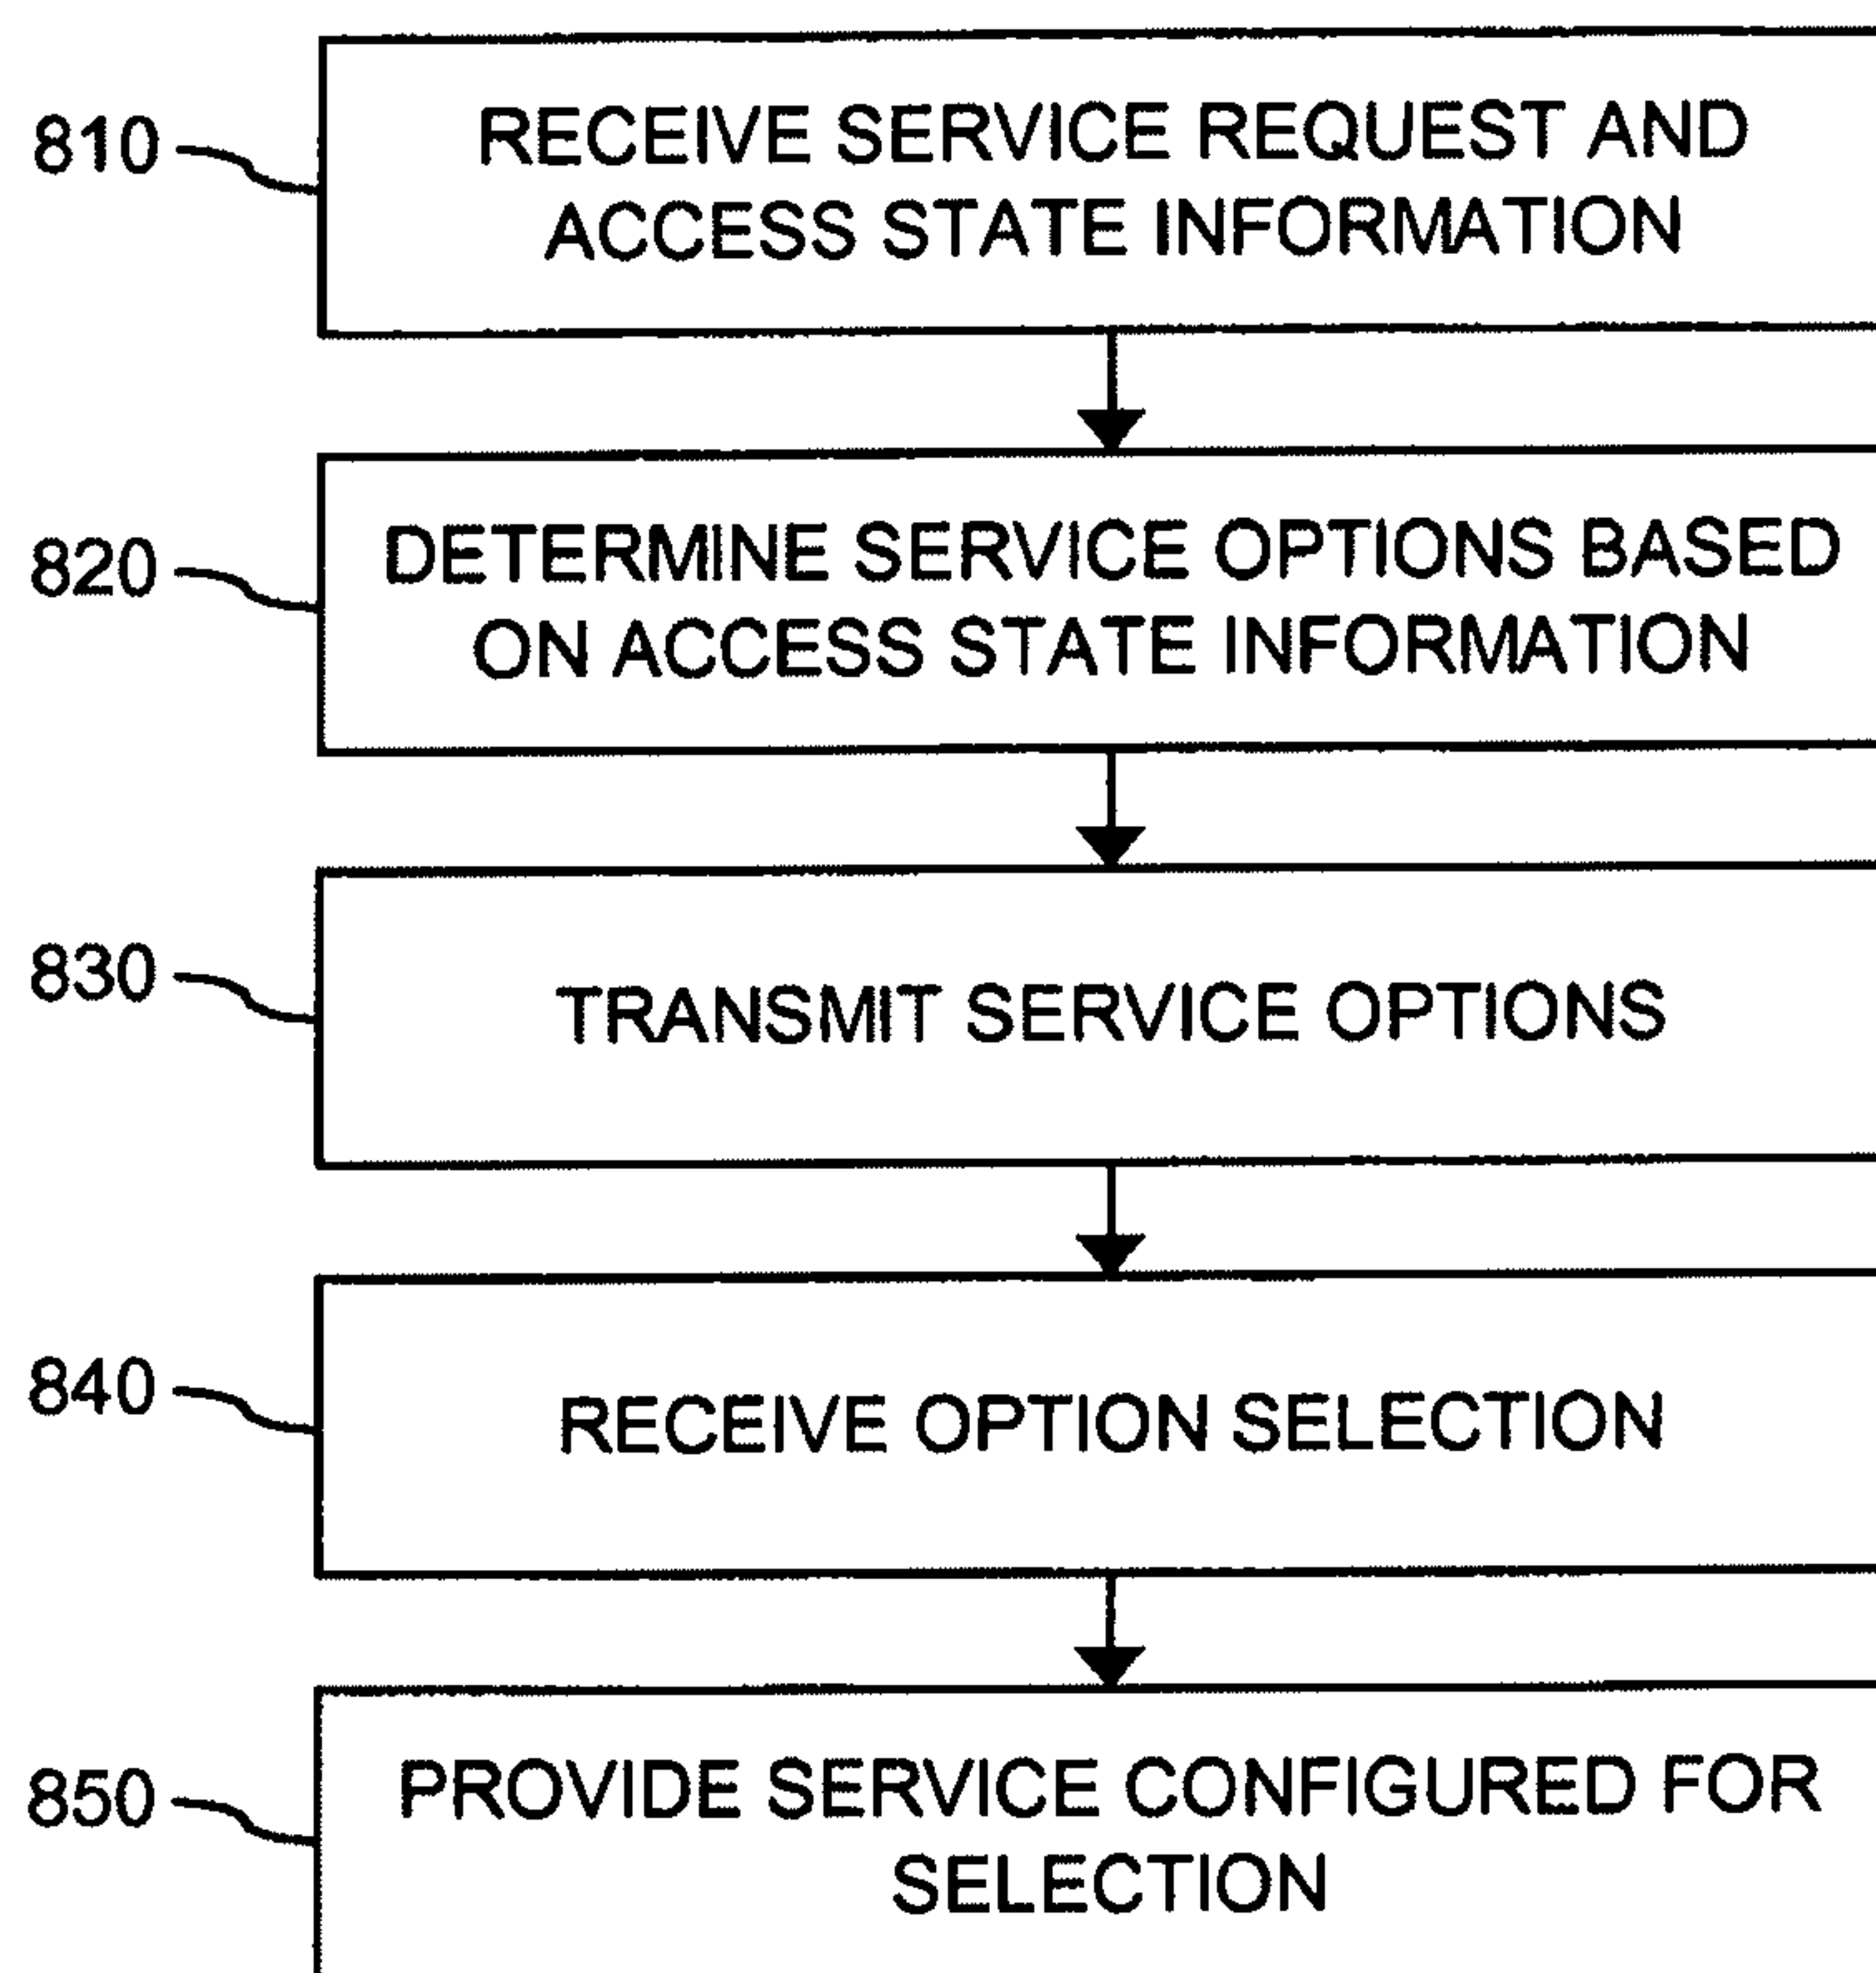 810
RECEIVE SERVICE REQUEST AND
ACCESS STATE INFORMATION
820
DETERMINE SERVICE OPTIONS BASED
ON ACCESS STATE INFORMATION
830
TRANSMIT SERVICE OPTIONS
840
RECEIVE OPTION SELECTION
850
PROVIDE SERVICE CONFIGURED FOR
SELECTION